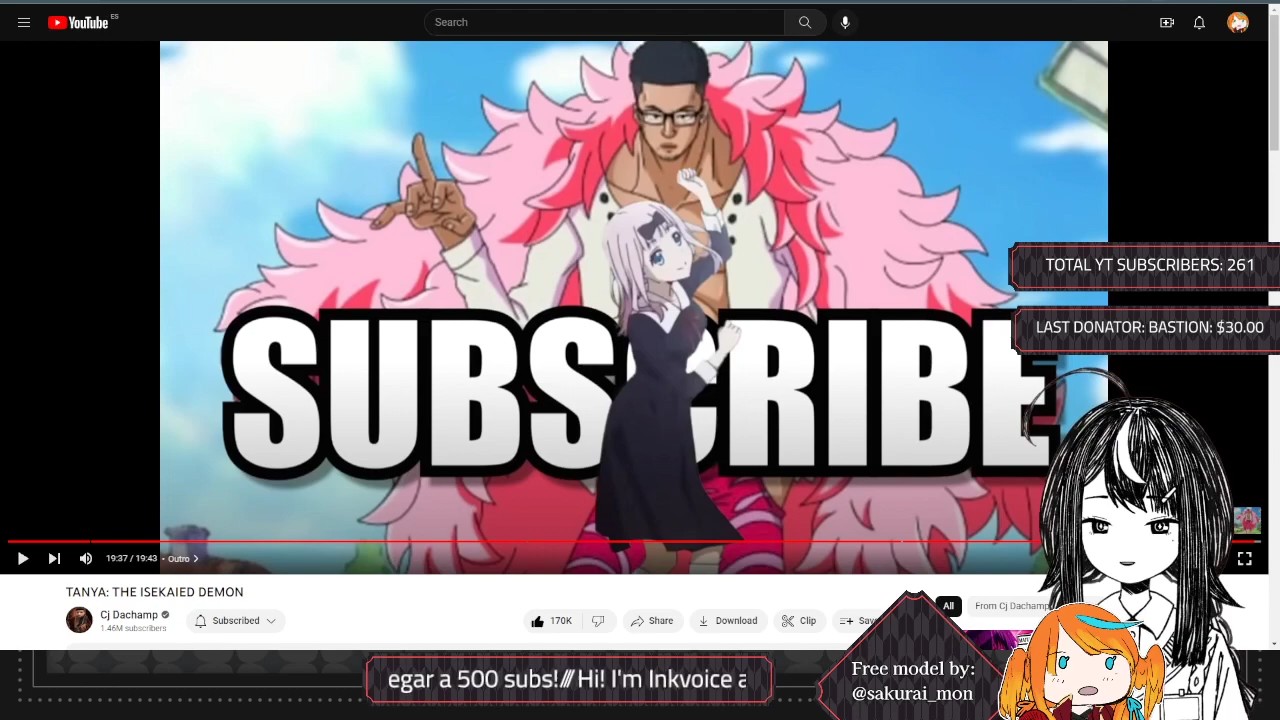 YouTube ES
Search
SUBSCRIBE
TOTAL YT SUBSCRIBERS: 261
LAST DONATOR: BASTION: $30.00
19:37 / 19:43 • Outro
TANYA: THE ISEKAIED DEMON
Cj Dachamp
1.46M subscribers
Subscribed
170K
Share
Download
Clip
Save
All
From Cj Dachamp
egar a 500 subs!///Hi! I'm Inkvoice a
Free model by:
@sakurai_mon